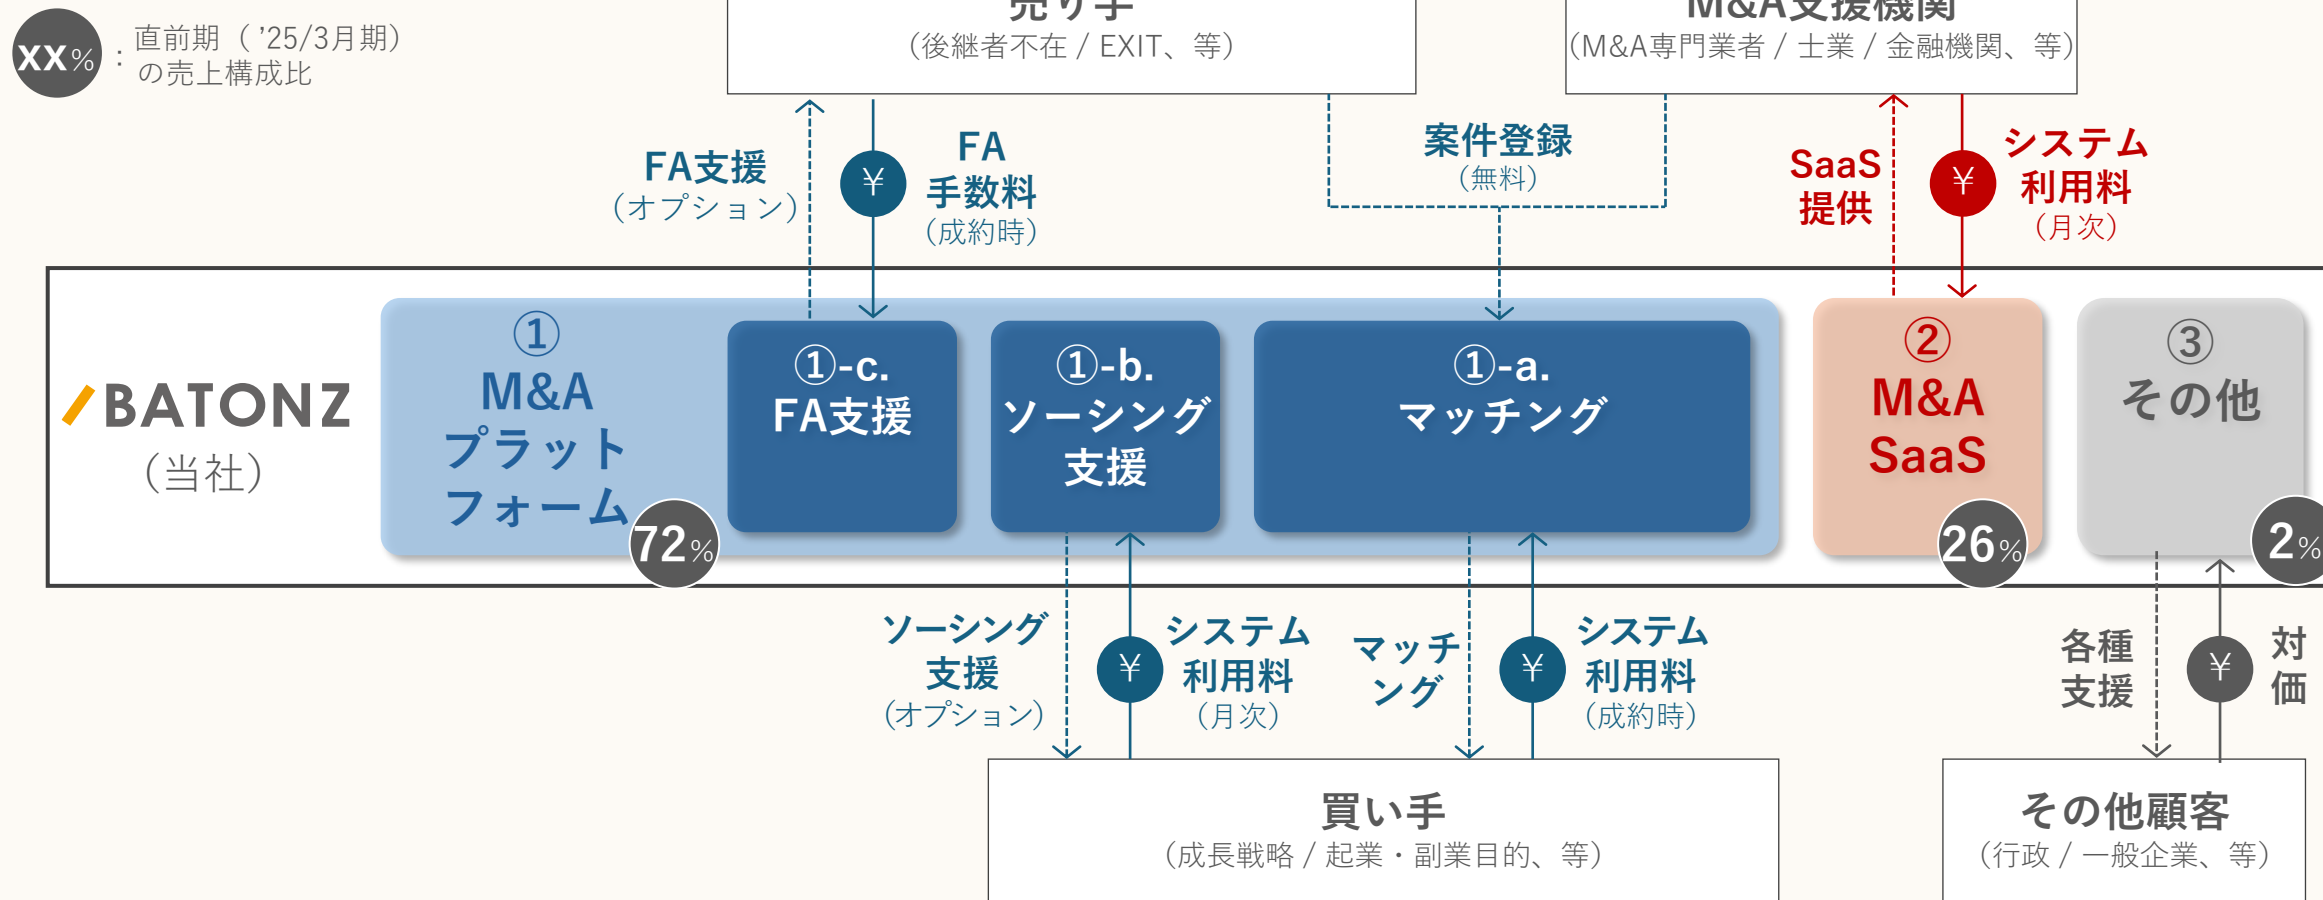 xx%
：
直前期（ ’25/3月期）
の売上構成比
売り手
（後継者不在 / EXIT、等）
M&A支援機関
（M&A専門業者 / 士業 / 金融機関、等）
FA支援
（オプション）
￥
FA
手数料
（成約時）
案件登録
（無料）
SaaS
提供
￥
システム
利用料
（月次）
BATONZ
（当社）
①
M&A
プラット
フォーム
72%
①-c.
FA支援
①-b.
ソーシング
支援
①-a.
マッチング
②
M&A
SaaS
26%
③
その他
2%
ソーシング
支援
（オプション）
￥
システム
利用料
（月次）
マッチ
ング
￥
システム
利用料
（成約時）
各種
支援
￥
対
価
買い手
（成長戦略 / 起業・副業目的、等）
その他顧客
（行政 / 一般企業、等）